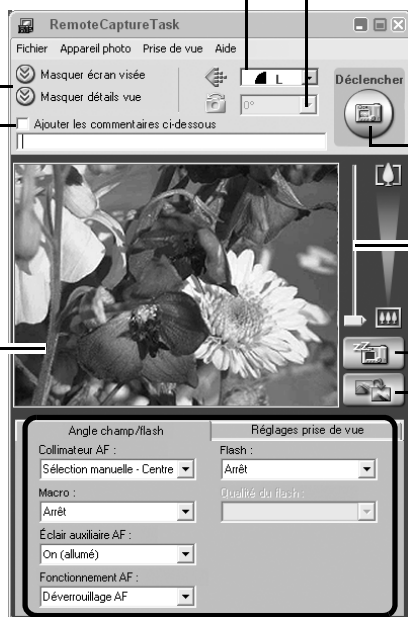 RemoteCaptureTask
Fichier Appareil photo Prise de vue Aide
Masquer écran visée
L
Déclencher
Masquer détails vue
0°
Ajouter les commentaires ci-dessous
Angle champ/flash
Réglages prise de vue
Collimateur AF :
Flash :
Sélection manuelle - Centre
Arrêt
Macro :
Qualité du flash :
Arrêt
Éclair auxiliaire AF :
On (allumé)
Fonctionnement AF :
Déverrouillage AF